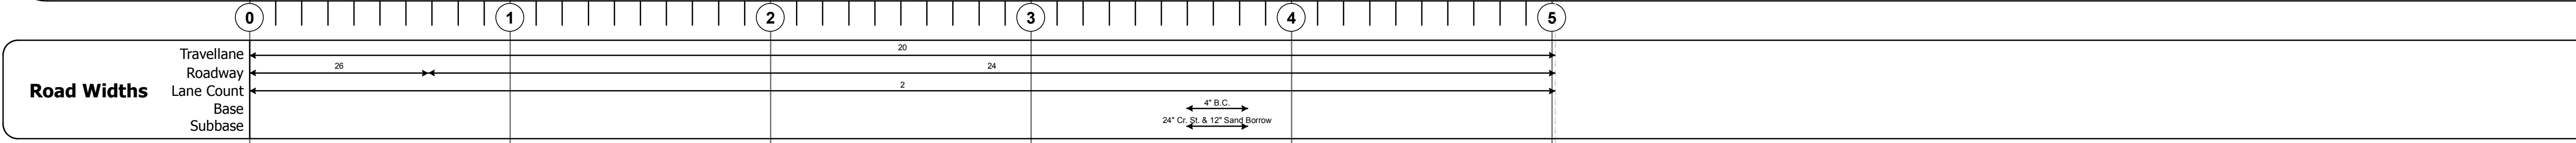 0 1 2 3 4 5
Travellane 20
Roadway 26 24
Road Widths
Lane Count 2
Base 4" B.C.
Subbase 24" Cr. St. & 12" Sand Borrow